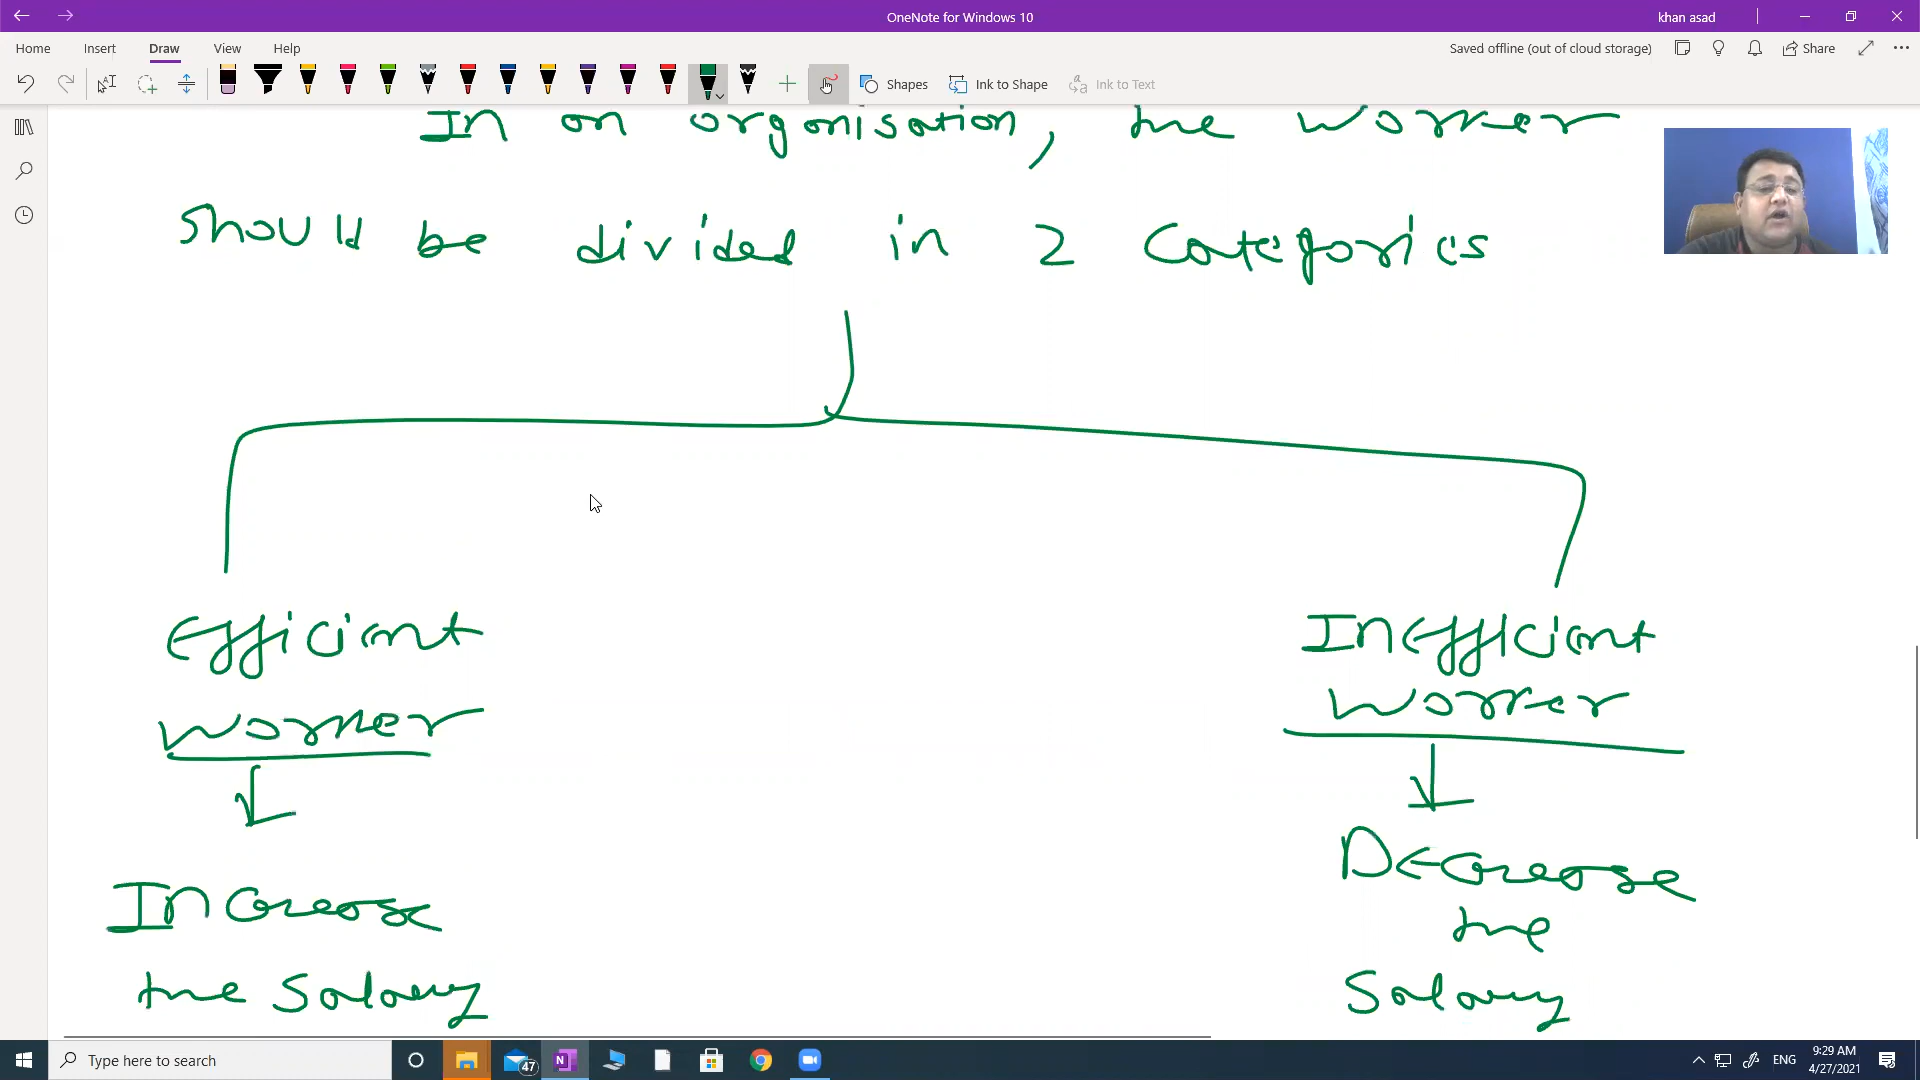 OneNote for Windows 10
khan asad
Home Insert Draw View Help
Saved offline (out of cloud storage)
Share
Shapes
Ink to Shape
Ink to Text
In on organisation, the worker
should be divided in 2 Categories
Efficient
worker
Inefficient
worker
Increase
the Salary
Decrease
the
Salary
Type here to search
47
ENG
9:29 AM
4/27/2021